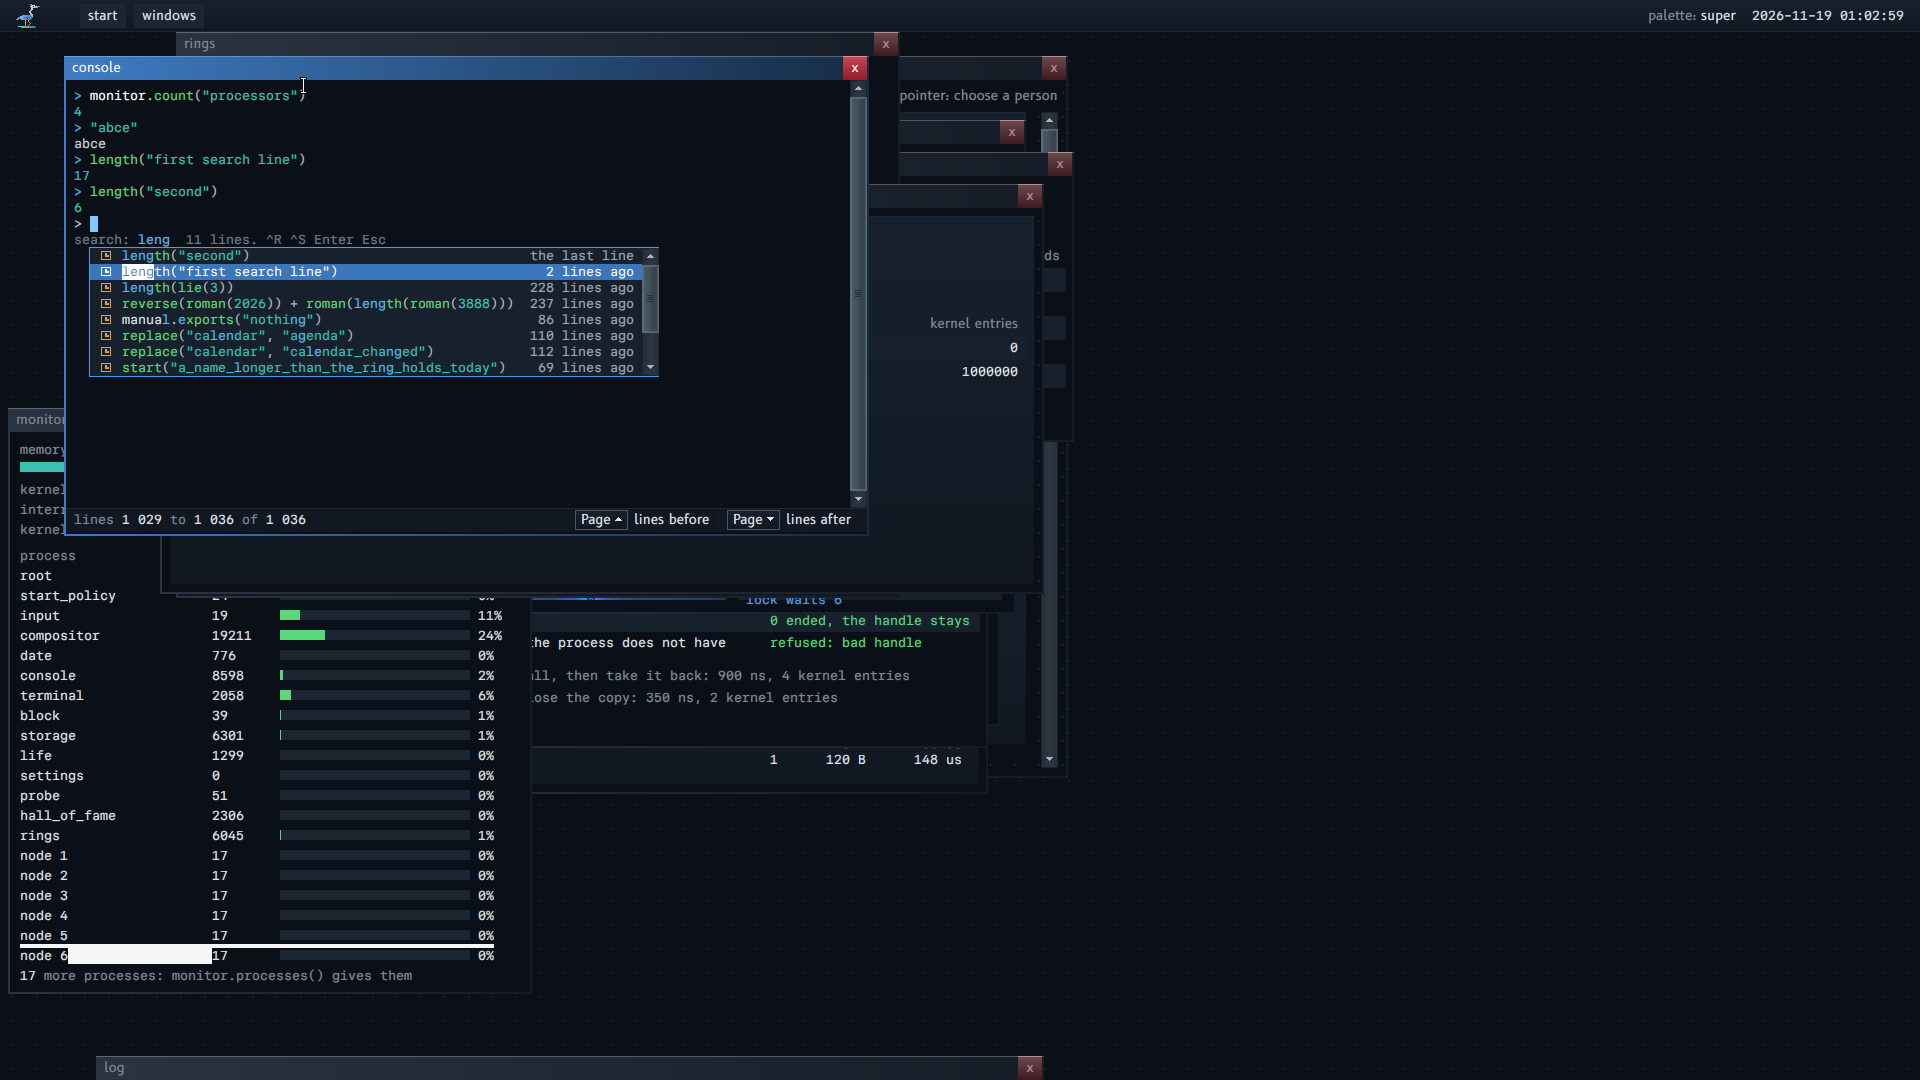 start windows palette: super 2026-11-19 01:02:59
rings x
console x
x
> monitor.count("processors")
pointer: choose a person
4
> "abce"
x
abce
> length("first search line")
x
17
> length("second")
x
6
>
search: leng 11 lines. ^R ^S Enter Esc
length("second") the last line
ds
length("first search line") 2 lines ago
length(lie(3)) 228 lines ago
reverse(roman(2026)) + roman(length(roman(3888))) 237 lines ago
manual.exports("nothing") 86 lines ago
kernel entries
replace("calendar", "agenda") 110 lines ago
0
replace("calendar", "calendar_changed") 112 lines ago
start("a_name_longer_than_the_ring_holds_today") 69 lines ago
1000000
lines 1 029 to 1 036 of 1 036 Page lines before Page lines after
monitor
memory
kernel
inter
kernel
process
root
start_policy
input 19 11%
compositor 19211 24%
date 776 0%
console 8598 2%
terminal 2058 6%
block 39 1%
storage 6301 1%
life 1299 0%
settings 0 0%
probe 51 0%
hall_of_fame 2306 0%
rings 6045 1%
node 1 17 0%
node 2 17 0%
node 3 17 0%
node 4 17 0%
node 5 17 0%
node 6 17 0%
17 more processes: monitor.processes() gives them
lock waits 6
0 ended, the handle stays
the process does not have refused: bad handle
all, then take it back: 900 ns, 4 kernel entries
lose the copy: 350 ns, 2 kernel entries
1 120 B 148 us
log x